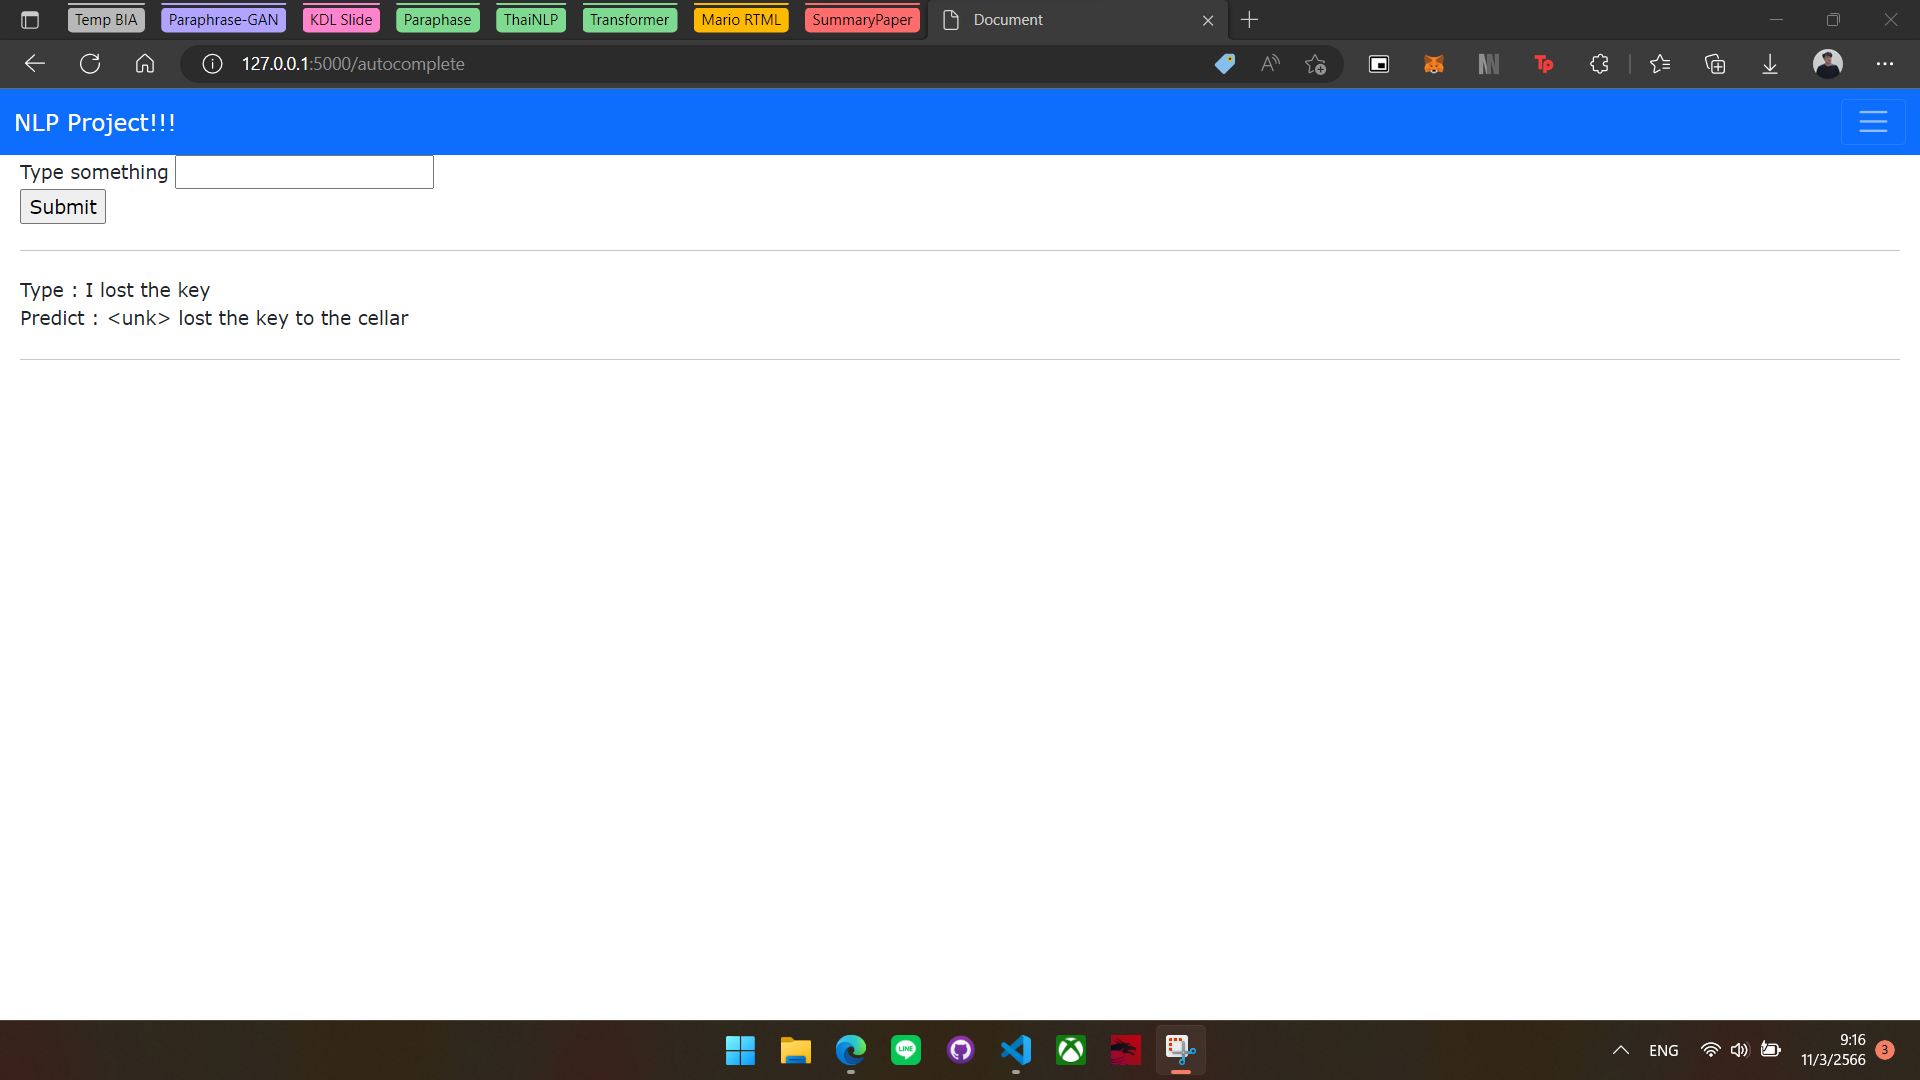 Temp BIA Paraphrase-GAN KDL Slide Paraphase ThaiNLP Transformer Mario RTML SummaryPaper Document
127.0.0.1:5000/autocomplete
NLP Project!!!
Type something
Submit
Type : I lost the key
Predict : <unk> lost the key to the cellar
LINE
ENG
9:16
11/3/2566
3
Tp